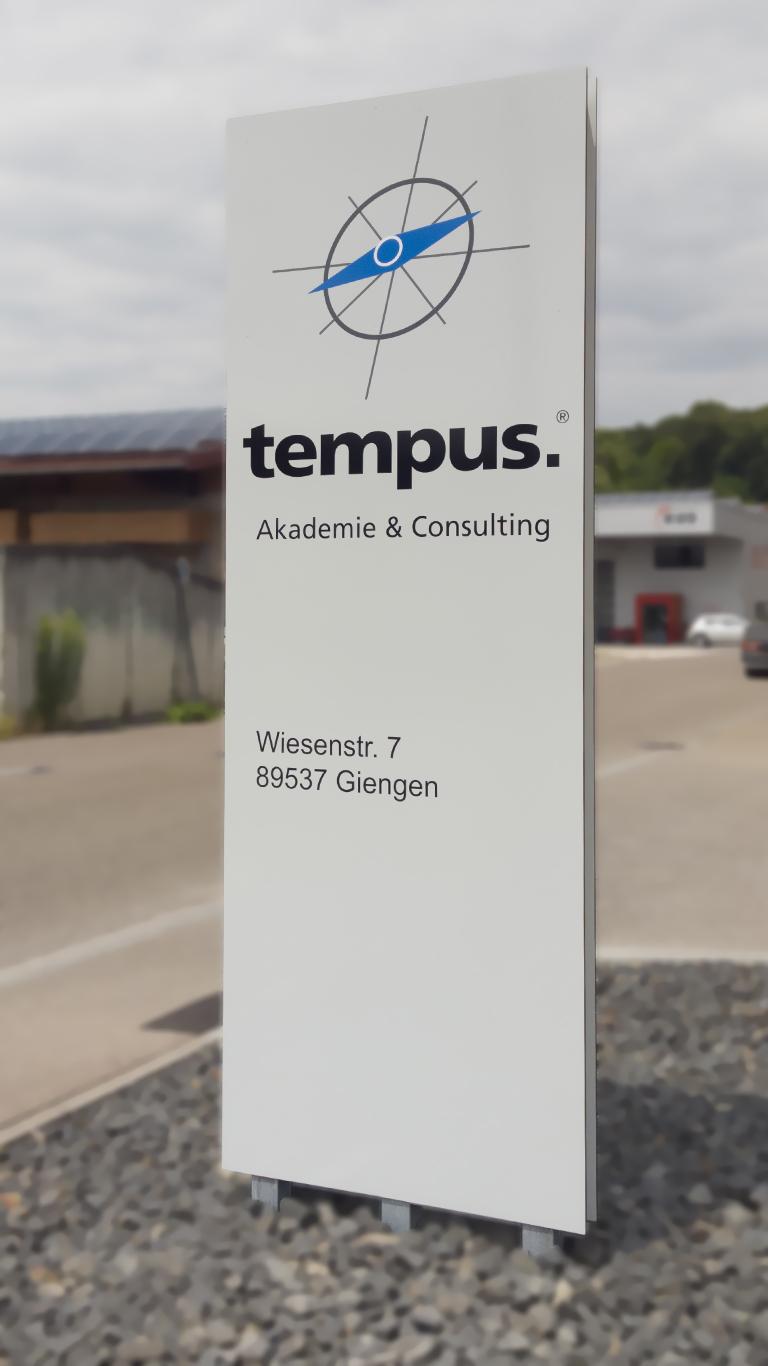 tempus.®
Akademie & Consulting
Wiesenstr. 7
89537 Giengen